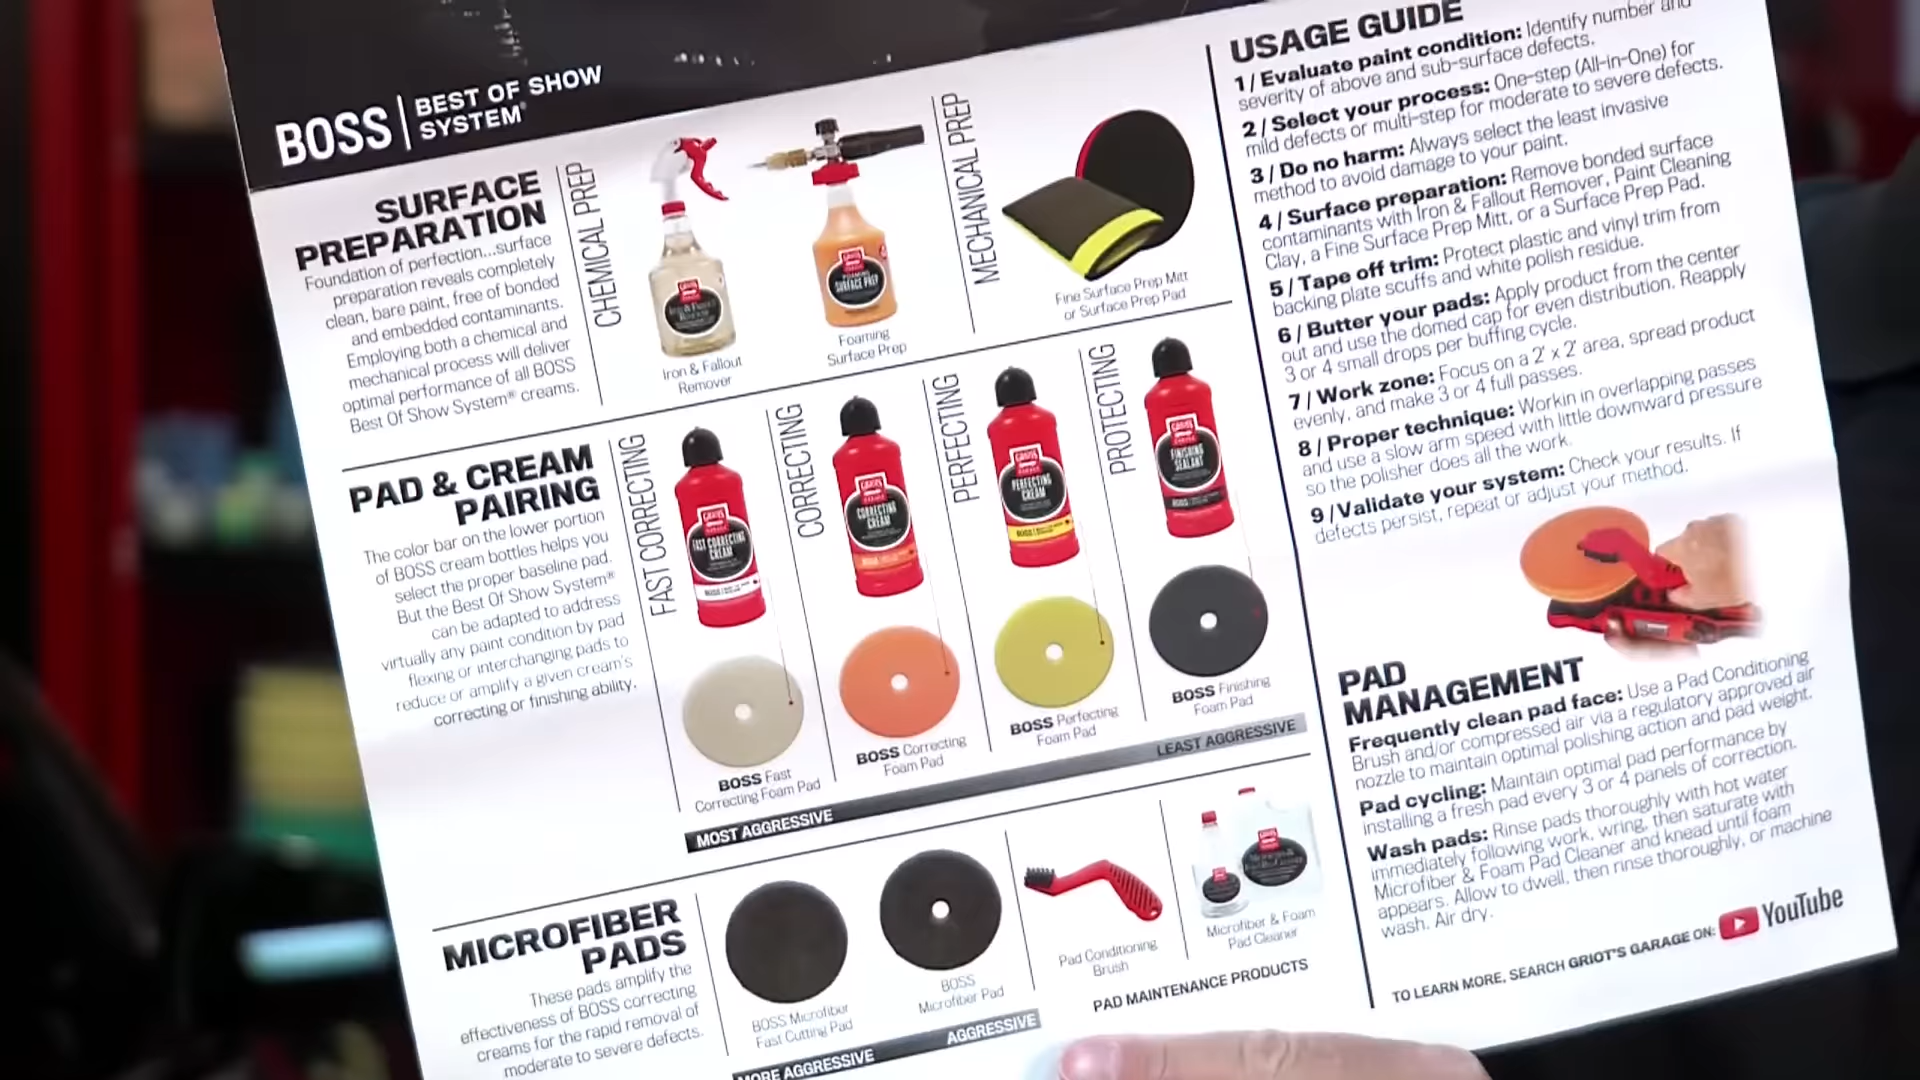 BOSS
BEST OF SHOW
SYSTEM®
SURFACE
PREPARATION
Foundation of perfection...surface
preparation reveals completely
clean, bare paint, free of bonded
and embedded contaminants.
Employing both a chemical and
mechanical process will deliver
optimal performance of all BOSS
Best Of Show System® creams.
CHEMICAL PREP
GRIOT'S
GARAGE
Iron & Fallout
Remover
GRIOT'S
GARAGE
FOAMING
SURFACE PREP
Foaming
Surface Prep
MECHANICAL PREP
Fine Surface Prep Mitt
or Surface Prep Pad
PAD & CREAM
PAIRING
The color bar on the lower portion
of BOSS cream bottles helps you
select the proper baseline pad.
But the Best Of Show System®
can be adapted to address
virtually any paint condition by pad
flexing or interchanging pads to
reduce or amplify a given cream's
correcting or finishing ability.
FAST CORRECTING
GRIOT'S
GARAGE
FAST CORRECTING
CREAM
BOSS
BOSS Fast
Correcting Foam Pad
CORRECTING
GRIOT'S
GARAGE
CORRECTING
CREAM
BOSS
BOSS Correcting
Foam Pad
PERFECTING
GRIOT'S
GARAGE
PERFECTING
CREAM
BOSS
BOSS Perfecting
Foam Pad
PROTECTING
GRIOT'S
GARAGE
FINISHING
SEALANT
BOSS
BOSS Finishing
Foam Pad
MOST AGGRESSIVE
LEAST AGGRESSIVE
MICROFIBER
PADS
These pads amplify the
effectiveness of BOSS correcting
creams for the rapid removal of
moderate to severe defects.
BOSS Microfiber
Fast Cutting Pad
BOSS
Microfiber Pad
MORE AGGRESSIVE
AGGRESSIVE
Pad Conditioning
Brush
Microfiber & Foam
Pad Cleaner
PAD MAINTENANCE PRODUCTS
USAGE GUIDE
1 / Evaluate paint condition: Identify number and
severity of above and sub-surface defects.
2 / Select your process: One-step (All-in-One) for
mild defects or multi-step for moderate to severe defects.
3 / Do no harm: Always select the least invasive
method to avoid damage to your paint.
4 / Surface preparation: Remove bonded surface
contaminants with Iron & Fallout Remover, Paint Cleaning
Clay, a Fine Surface Prep Mitt, or a Surface Prep Pad.
5 / Tape off trim: Protect plastic and vinyl trim from
backing plate scuffs and white polish residue.
6 / Butter your pads: Apply product from the center
out and use the domed cap for even distribution. Reapply
3 or 4 small drops per buffing cycle.
7 / Work zone: Focus on a 2' x 2' area, spread product
evenly, and make 3 or 4 full passes.
8 / Proper technique: Workin in overlapping passes
and use a slow arm speed with little downward pressure
so the polisher does all the work.
9 / Validate your system: Check your results. If
defects persist, repeat or adjust your method.
PAD
MANAGEMENT
Frequently clean pad face: Use a Pad Conditioning
Brush and/or compressed air via a regulatory approved air
nozzle to maintain optimal polishing action and pad weight.
Pad cycling: Maintain optimal pad performance by
installing a fresh pad every 3 or 4 panels of correction.
Wash pads: Rinse pads thoroughly with hot water
immediately following work, wring, then saturate with
Microfiber & Foam Pad Cleaner and knead until foam
appears. Allow to dwell, then rinse thoroughly, or machine
wash. Air dry.
TO LEARN MORE, SEARCH GRIOT'S GARAGE ON: YouTube